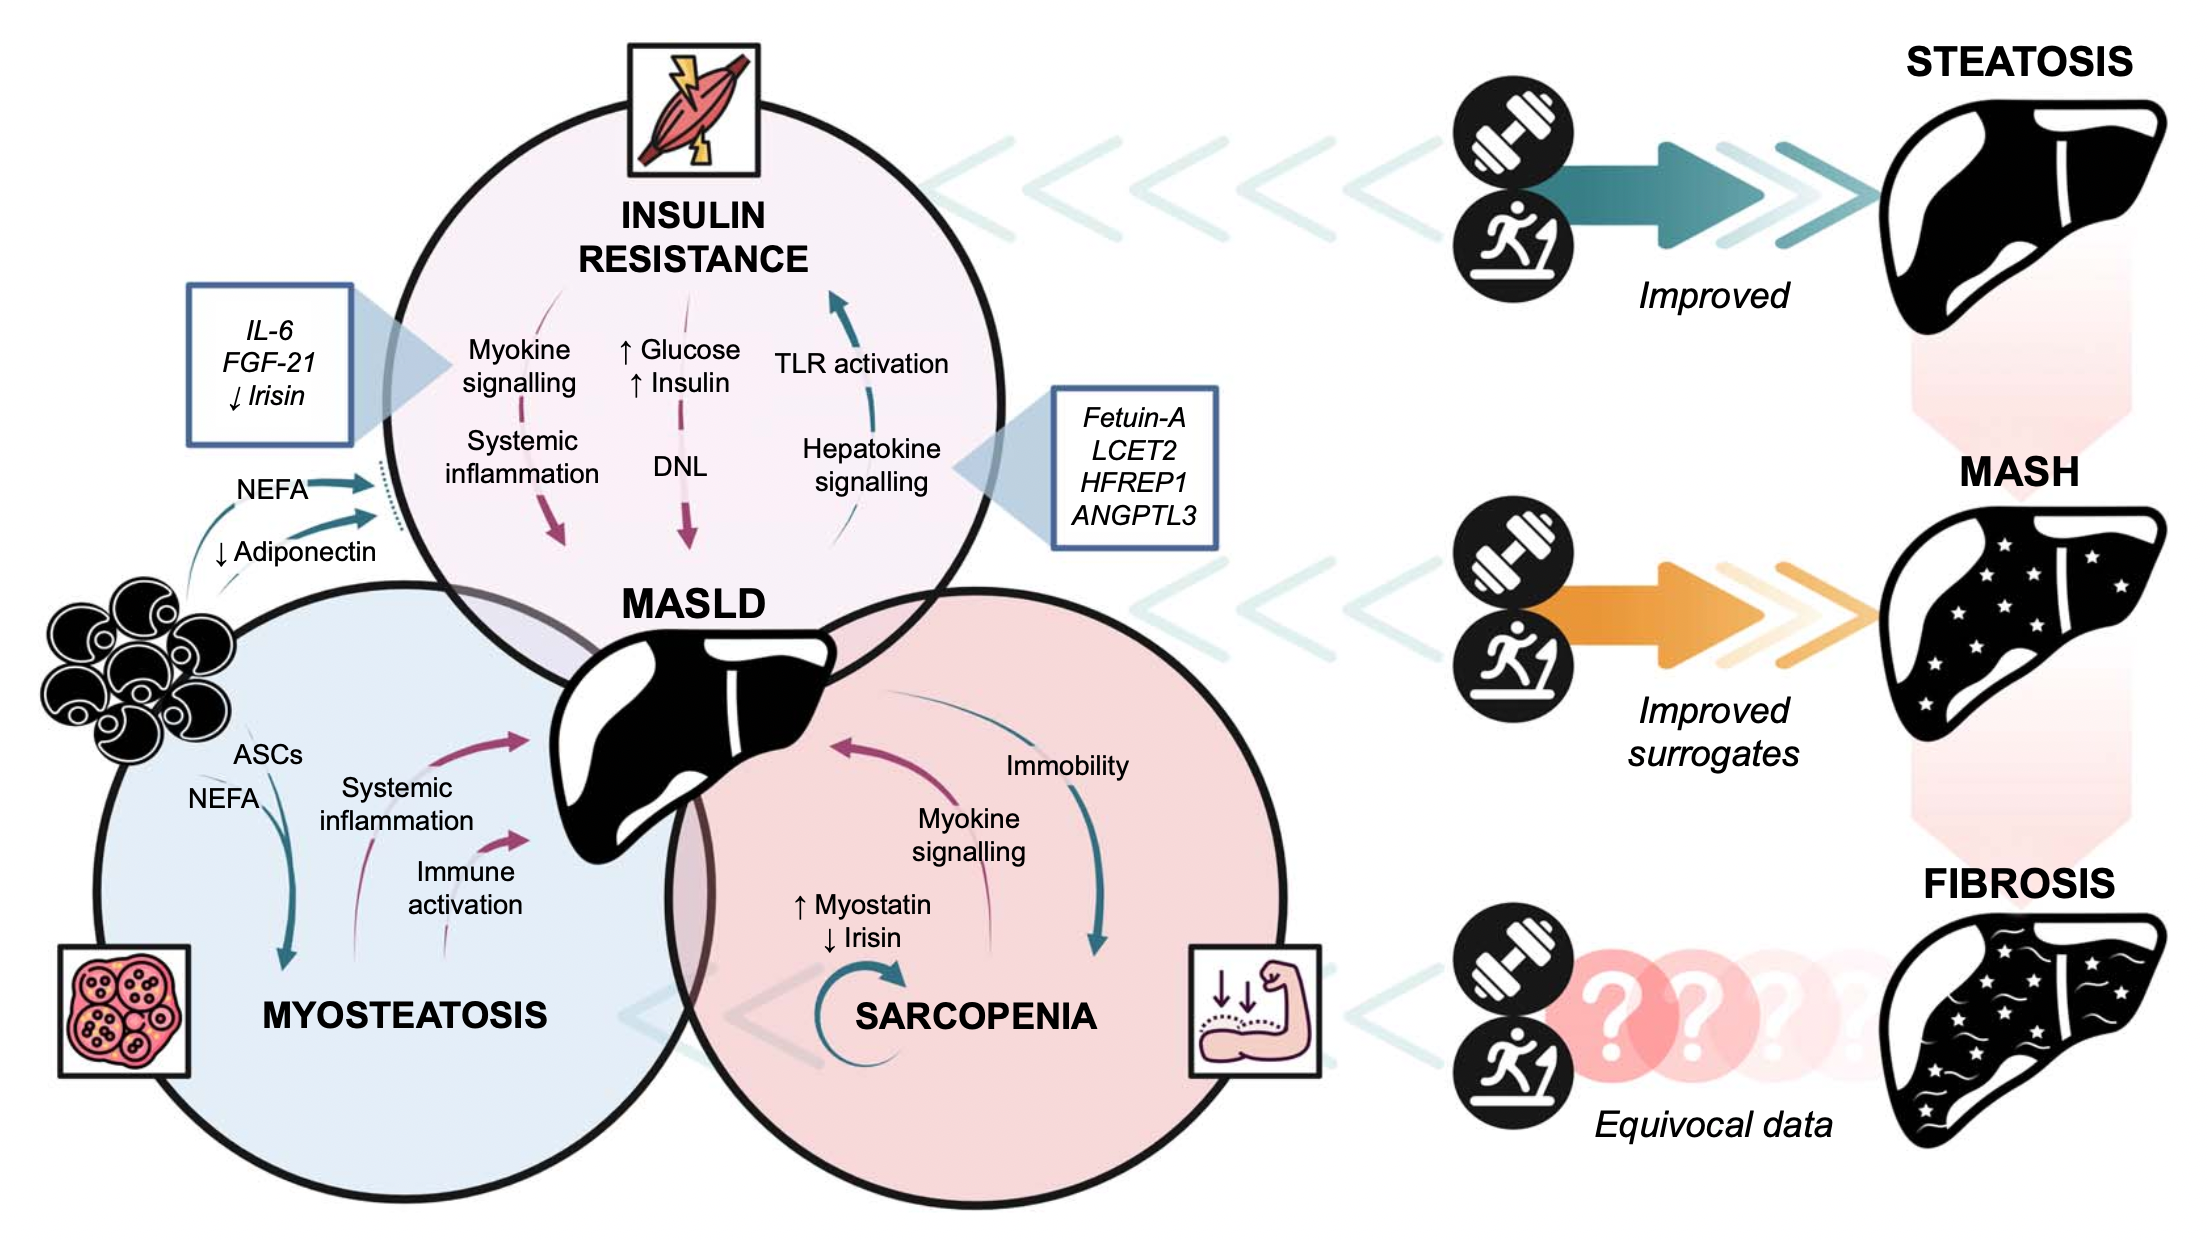 INSULIN
RESISTANCE
IL-6
FGF-21
↓ Irisin
Myokine
signalling
Systemic
inflammation
↑ Glucose
↑ Insulin
DNL
TLR activation
Hepatokine
signalling
Fetuin-A
LCET2
HFREP1
ANGPTL3
NEFA
↓ Adiponectin
MASLD
ASCs
NEFA
Systemic
inflammation
Immune
activation
MYOSTEATOSIS
Immobility
Myokine
signalling
↑ Myostatin
↓ Irisin
SARCOPENIA
STEATOSIS
Improved
MASH
Improved
surrogates
FIBROSIS
? ? ? ?
Equivocal data